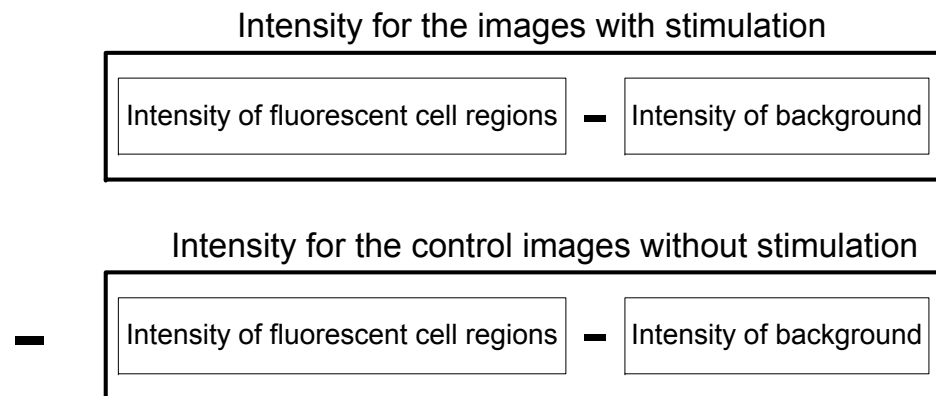 Intensity for the images with stimulation
Intensity of fluorescent cell regions - Intensity of background
Intensity for the control images without stimulation
- Intensity of fluorescent cell regions - Intensity of background